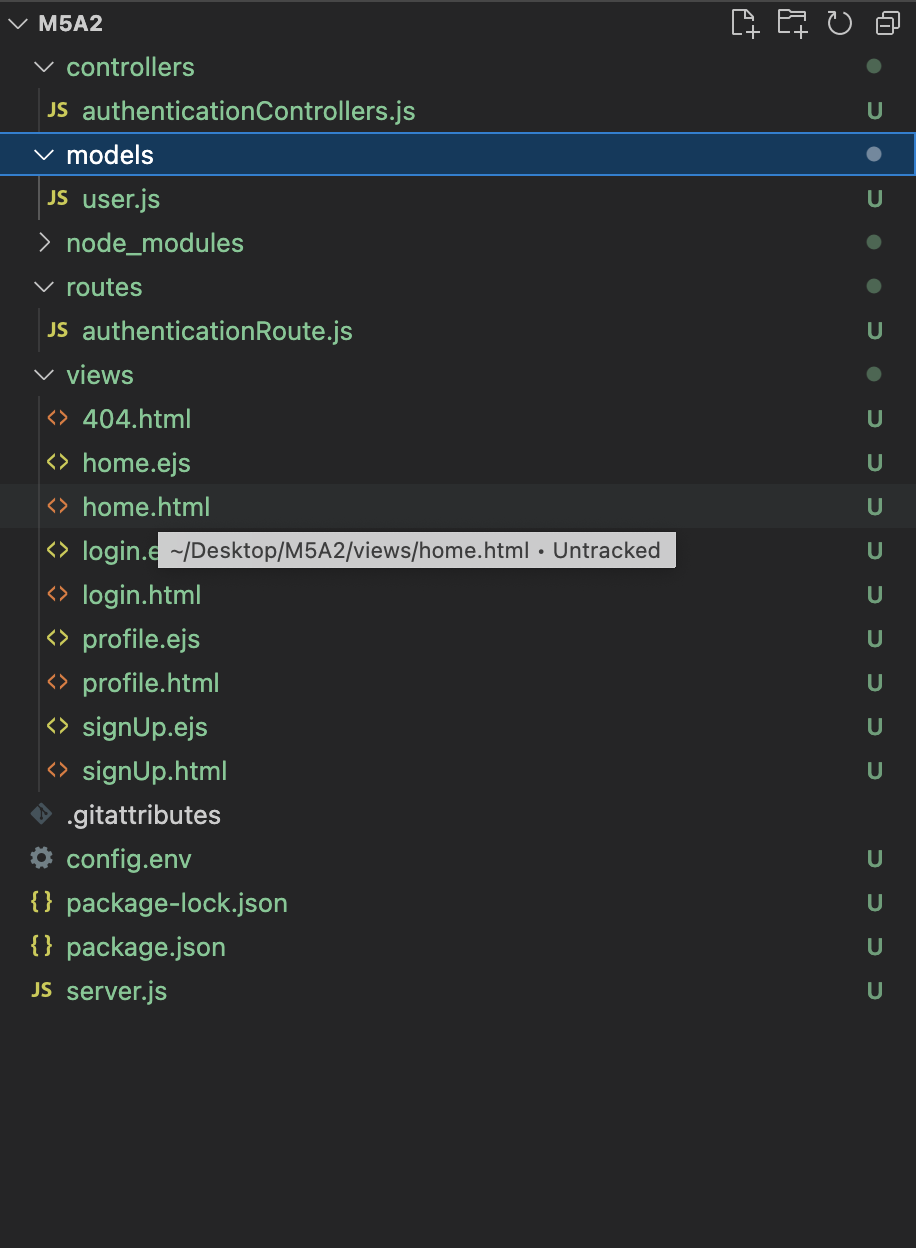 M5A2
controllers
JS authenticationControllers.js U
models
JS user.js U
node_modules
routes
JS authenticationRoute.js U
views
<> 404.html U
<> home.ejs U
<> home.html U
<> login.e ~/Desktop/M5A2/views/home.html • Untracked U
<> login.html U
<> profile.ejs U
<> profile.html U
<> signUp.ejs U
<> signUp.html U
.gitattributes
config.env U
{} package-lock.json U
{} package.json U
JS server.js U